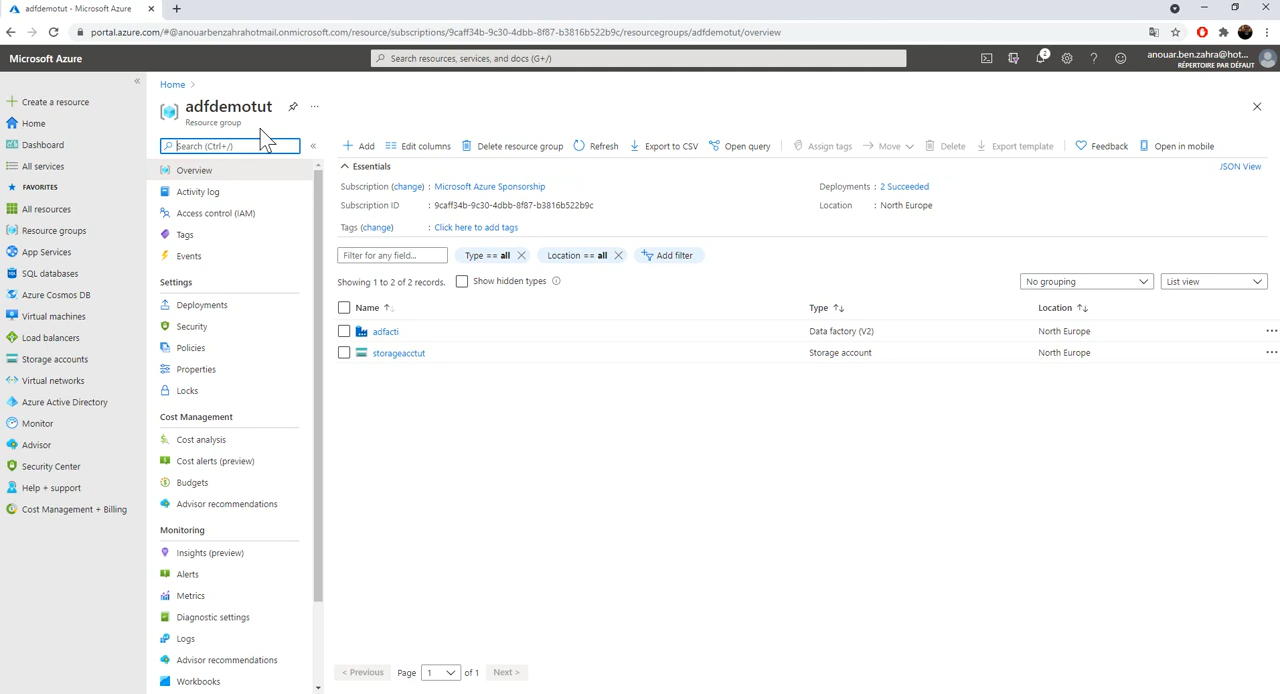 adfdemotut - Microsoft Azure
portal.azure.com/#@anouarbenzahrahotmail.onmicrosoft.com/resource/subscriptions/9caff34b-9c30-4dbb-8f87-b3816b522b9c/resourcegroups/adfdemotut/overview
Microsoft Azure
Search resources, services, and docs (G+/)
2
anouar.ben.zahra@hot...
RÉPERTOIRE PAR DÉFAUT
Create a resource
Home
Dashboard
All services
FAVORITES
All resources
Resource groups
App Services
SQL databases
Azure Cosmos DB
Virtual machines
Load balancers
Storage accounts
Virtual networks
Azure Active Directory
Monitor
Advisor
Security Center
Help + support
Cost Management + Billing
Home >
adfdemotut
Resource group
Search (Ctrl+/)
Overview
Activity log
Access control (IAM)
Tags
Events
Settings
Deployments
Security
Policies
Properties
Locks
Cost Management
Cost analysis
Cost alerts (preview)
Budgets
Advisor recommendations
Monitoring
Insights (preview)
Alerts
Metrics
Diagnostic settings
Logs
Advisor recommendations
Workbooks
Add Edit columns Delete resource group Refresh Export to CSV Open query Assign tags Move Delete Export template Feedback Open in mobile
Essentials
JSON View
Subscription (change) : Microsoft Azure Sponsorship
Deployments : 2 Succeeded
Subscription ID : 9caff34b-9c30-4dbb-8f87-b3816b522b9c
Location : North Europe
Tags (change) : Click here to add tags
Filter for any field... Type == all Location == all Add filter
Showing 1 to 2 of 2 records. Show hidden types
No grouping List view
Name Type Location
adfacti Data factory (V2) North Europe
storageacctut Storage account North Europe
< Previous Page 1 of 1 Next >